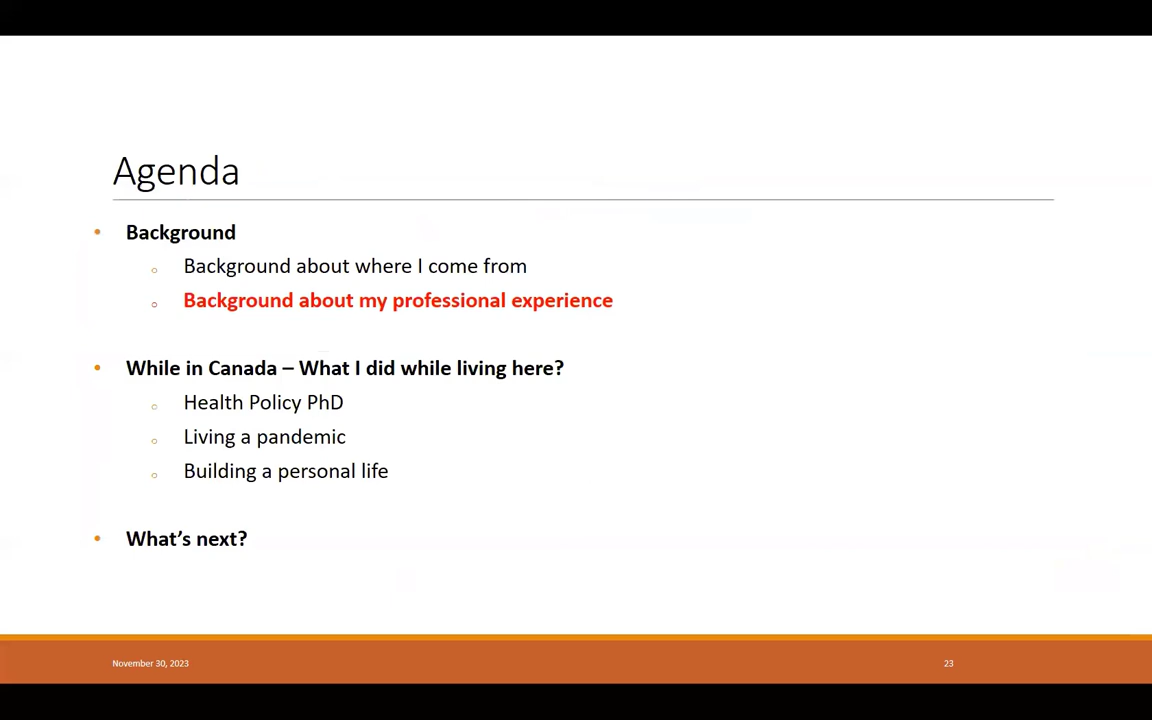 Agenda
• Background
○ Background about where I come from
○ Background about my professional experience
• While in Canada – What I did while living here?
○ Health Policy PhD
○ Living a pandemic
○ Building a personal life
• What’s next?
November 30, 2023
23